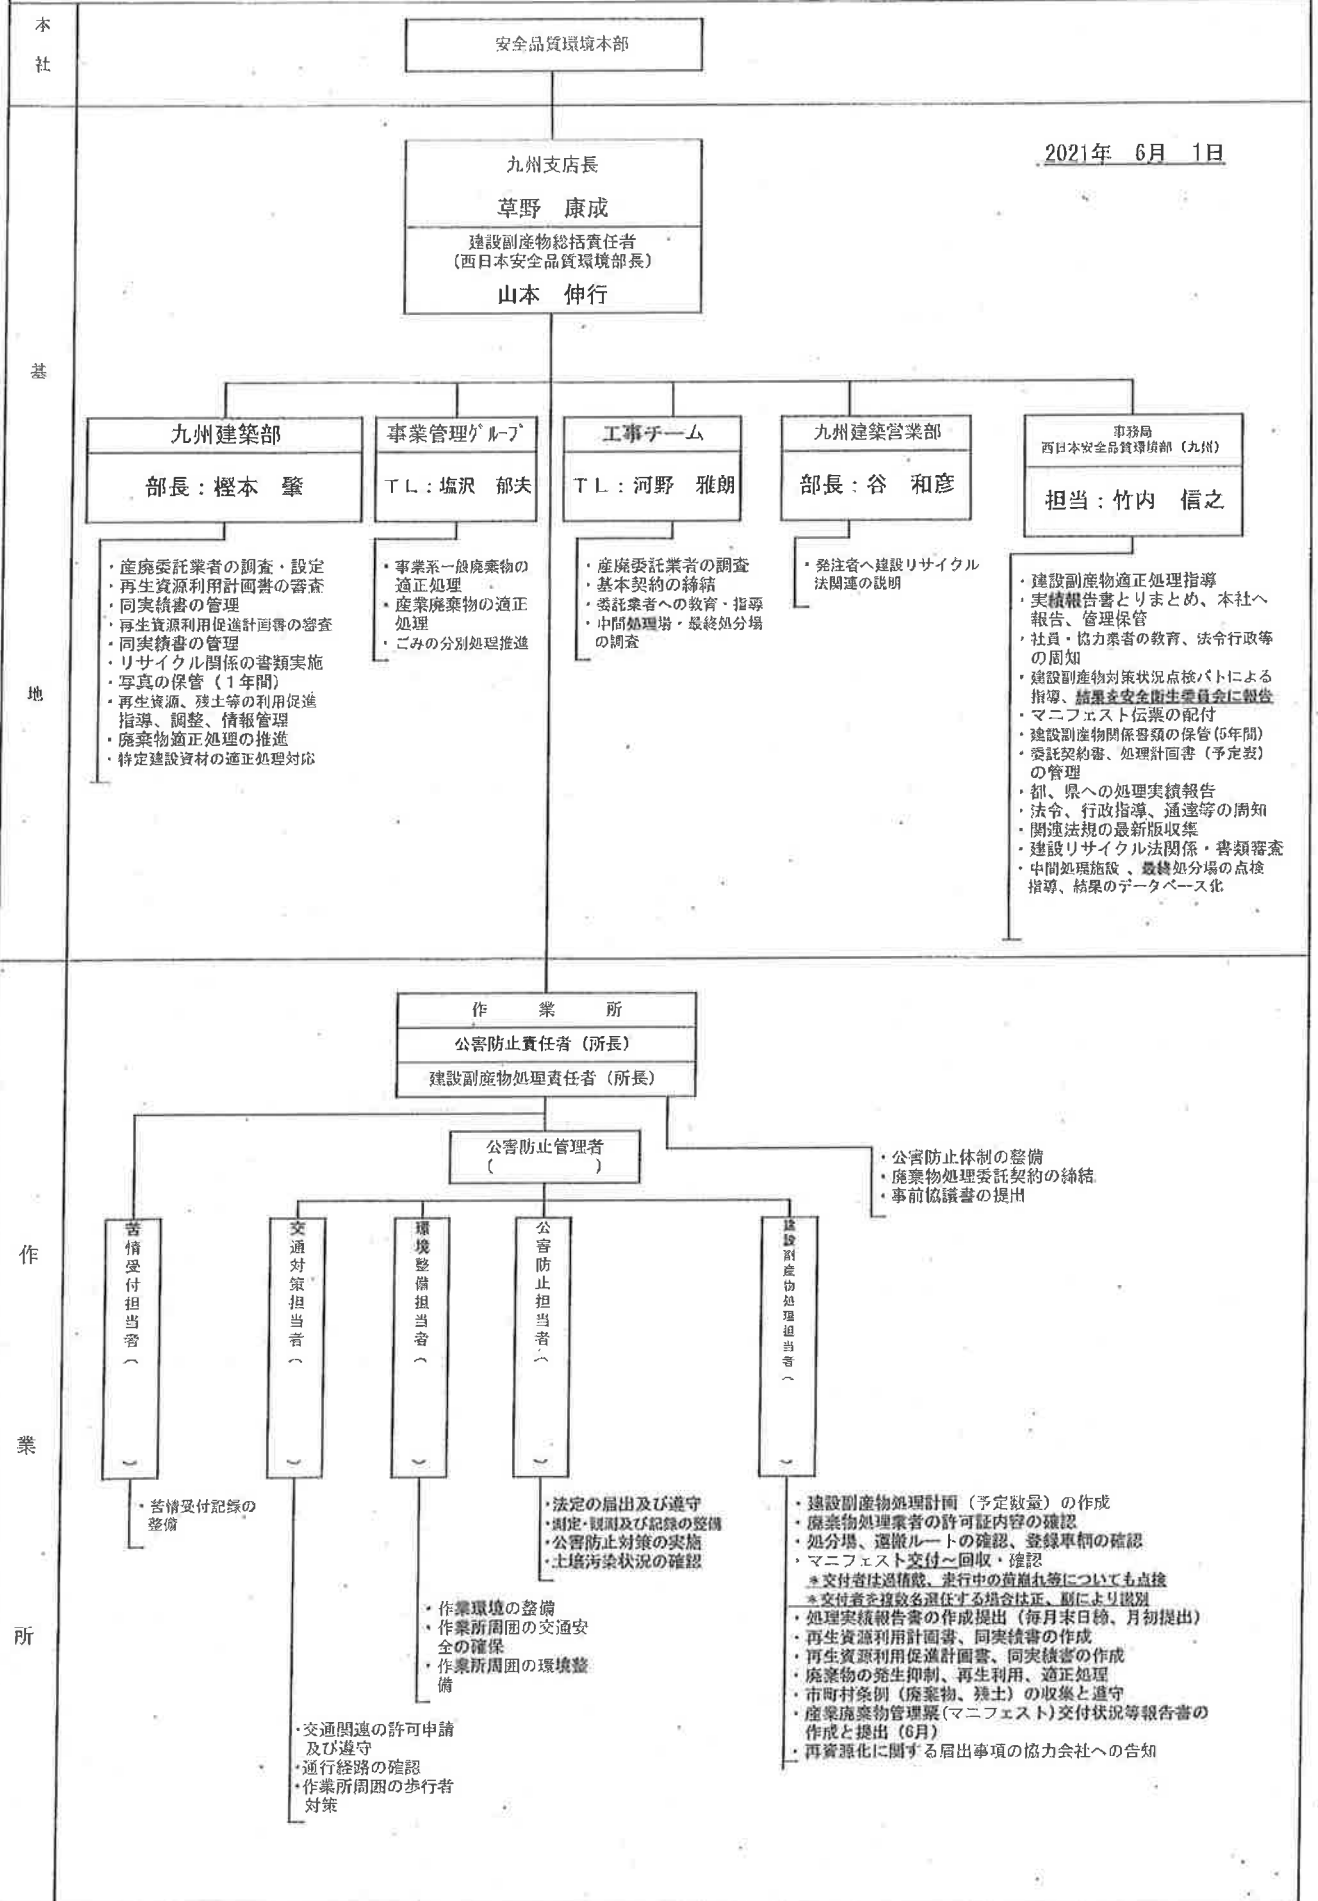 本社
安全品質環境本部
2021年 6月 1日
基地
九州支店長
草野 康成
建設副産物総括責任者
(西日本安全品質環境部長)
山本 伸行
九州建築部
部長：樫本 肇
・産廃委託業者の調査・設定
・再生資源利用計画書の審査
・同実績書の管理
・再生資源利用促進計画書の審査
・同実績書の管理
・リサイクル関係の書類実施
・写真の保管（１年間）
・再生資源、残土等の利用促進
指導、調整、情報管理
・廃棄物適正処理の推進
・特定建設資材の適正処理対応
事業管理ｸﾞﾙｰﾌﾟ
ＴＬ：塩沢 郁夫
・事業系一般廃棄物の
適正処理
・産業廃棄物の適正
処理
・ごみの分別処理推進
工事チーム
ＴＬ：河野 雅朗
・産廃委託業者の調査
・基本契約の締結
・委託業者への教育・指導
・中間処理場・最終処分場
の調査
九州建築営業部
部長：谷 和彦
・発注者へ建設リサイクル
法関連の説明
事務局
西日本安全品質環境部（九州）
担当：竹内 信之
・建設副産物適正処理指導
・実績報告書とりまとめ、本社へ
報告、管理保管
・社員・協力業者の教育、法令行政等
の周知
・建設副産物対策状況点検パトによる
指導、結果を安全衛生委員会に報告
・マニフェスト伝票の配付
・建設副産物関係書類の保管(5年間)
・委託契約書、処理計画書（予定表）
の管理
・都、県への処理実績報告
・法令、行政指導、通達等の周知
・関連法規の最新版収集
・建設リサイクル法関係・書類審査
・中間処理施設、最終処分場の点検
指導、結果のデータベース化
作業所
作 業 所
公害防止責任者（所長）
建設副産物処理責任者（所長）
公害防止管理者
( )
・公害防止体制の整備
・廃棄物処理委託契約の締結
・事前協議書の提出
苦情受付担当者（ ）
・苦情受付記録の
整備
交通対策担当者（ ）
・交通関連の許可申請
及び遵守
・通行経路の確認
・作業所周囲の歩行者
対策
環境整備担当者（ ）
・作業環境の整備
・作業所周囲の交通安
全の確保
・作業所周囲の環境整
備
公害防止担当者（ ）
・法定の届出及び遵守
・測定・観測及び記録の整備
・公害防止対策の実施
・土壌汚染状況の確認
建設副産物処理担当者（ ）
・建設副産物処理計画（予定数量）の作成
・廃棄物処理業者の許可証内容の確認
・処分場、運搬ルートの確認、登録車輌の確認
・マニフェスト交付～回収・確認
＊交付者は過積載、走行中の荷崩れ等についても点検
＊交付者を複数名選任する場合は正、副により識別
・処理実績報告書の作成提出（毎月末日締、月初提出）
・再生資源利用計画書、同実績書の作成
・再生資源利用促進計画書、同実績書の作成
・廃棄物の発生抑制、再生利用、適正処理
・市町村条例（廃棄物、残土）の収集と遵守
・産業廃棄物管理票(マニフェスト)交付状況等報告書の
作成と提出（6月）
・再資源化に関する届出事項の協力会社への告知